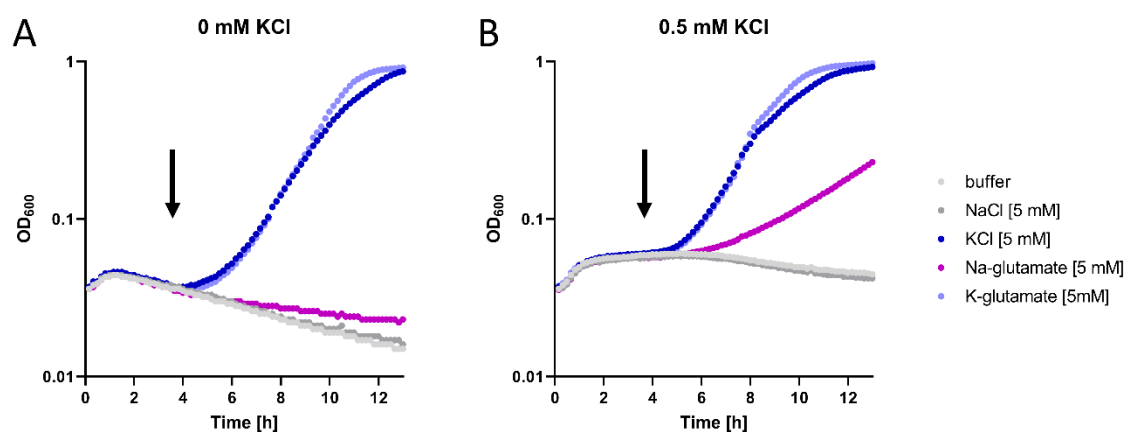 A
0 mM KCl
OD600
1
0.1
0.01
0 2 4 6 8 10 12
Time [h]
B
0.5 mM KCl
OD600
1
0.1
0.01
0 2 4 6 8 10 12
Time [h]
buffer
NaCl [5 mM]
KCl [5 mM]
Na-glutamate [5 mM]
K-glutamate [5mM]